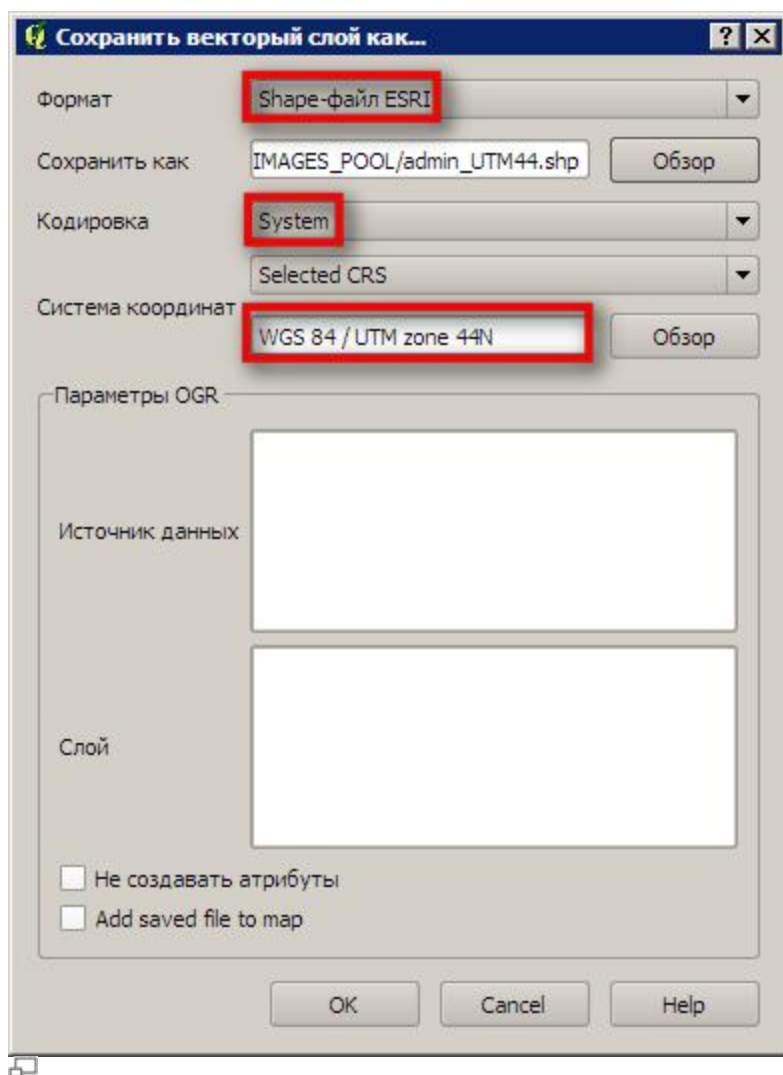 Сохранить векторый слой как...
Формат
Shape-файл ESRI
Сохранить как
IMAGES_POOL/admin_UTM44.shp
Обзор
Кодировка
System
Selected CRS
Система координат
WGS 84 / UTM zone 44N
Обзор
Параметры OGR
Источник данных
Слой
Не создавать атрибуты
Add saved file to map
OK
Cancel
Help